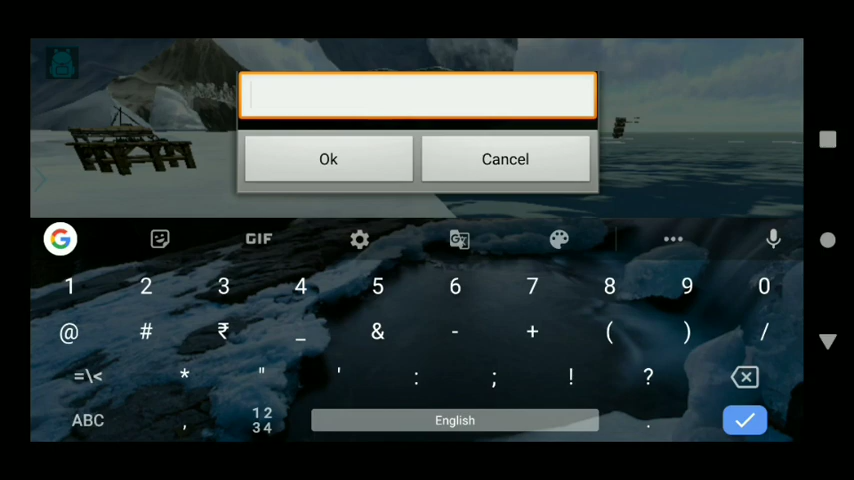 Ok Cancel
GIF
1 2 3 4 5 6 7 8 9 0
@ # ₹ _ & - + ( ) /
=\< * " ' : ; ! ?
ABC , 12 34 English .